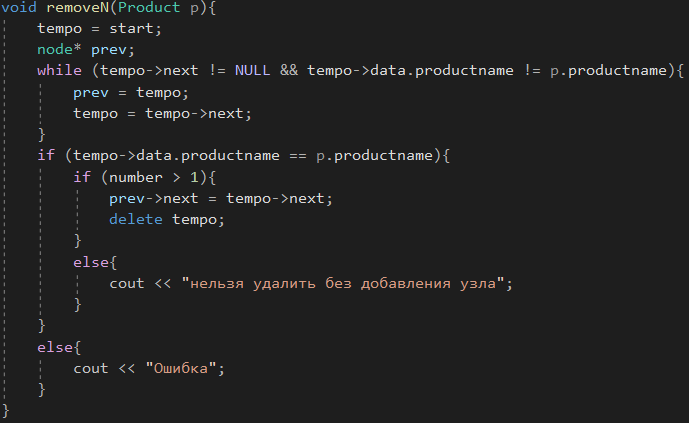 void removeN(Product p){
    tempo = start;
    node* prev;
    while (tempo->next != NULL && tempo->data.productname != p.productname){
        prev = tempo;
        tempo = tempo->next;
    }
    if (tempo->data.productname == p.productname){
        if (number > 1){
            prev->next = tempo->next;
            delete tempo;
        }
        else{
            cout << "нельзя удалить без добавления узла";
        }
    }
    else{
        cout << "Ошибка";
    }
}